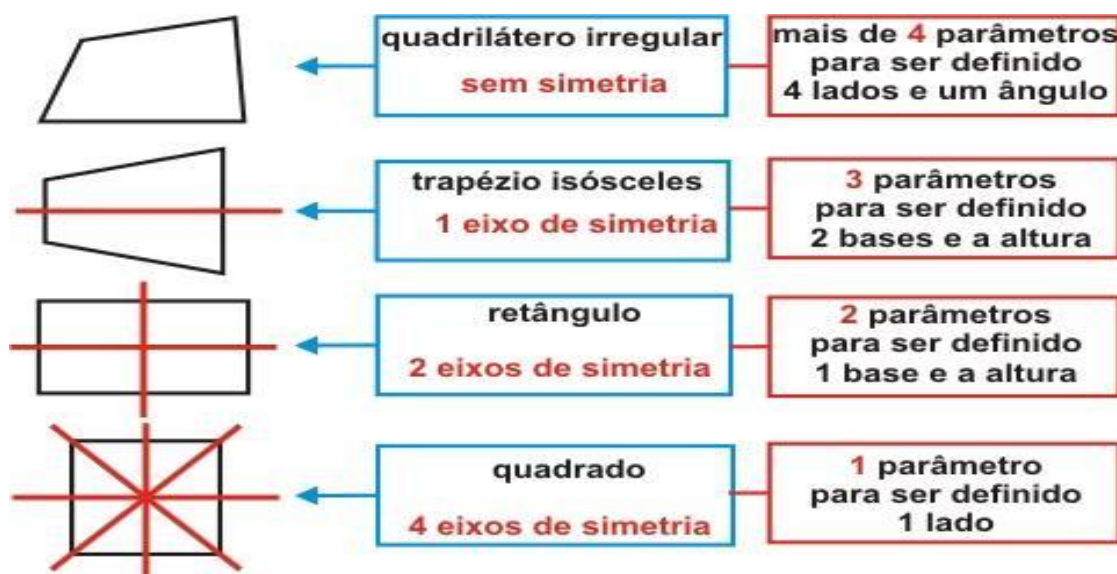 quadrilátero irregular
sem simetria
mais de 4 parâmetros
para ser definido
4 lados e um ângulo
trapézio isósceles
1 eixo de simetria
3 parâmetros
para ser definido
2 bases e a altura
retângulo
2 eixos de simetria
2 parâmetros
para ser definido
1 base e a altura
quadrado
4 eixos de simetria
1 parâmetro
para ser definido
1 lado